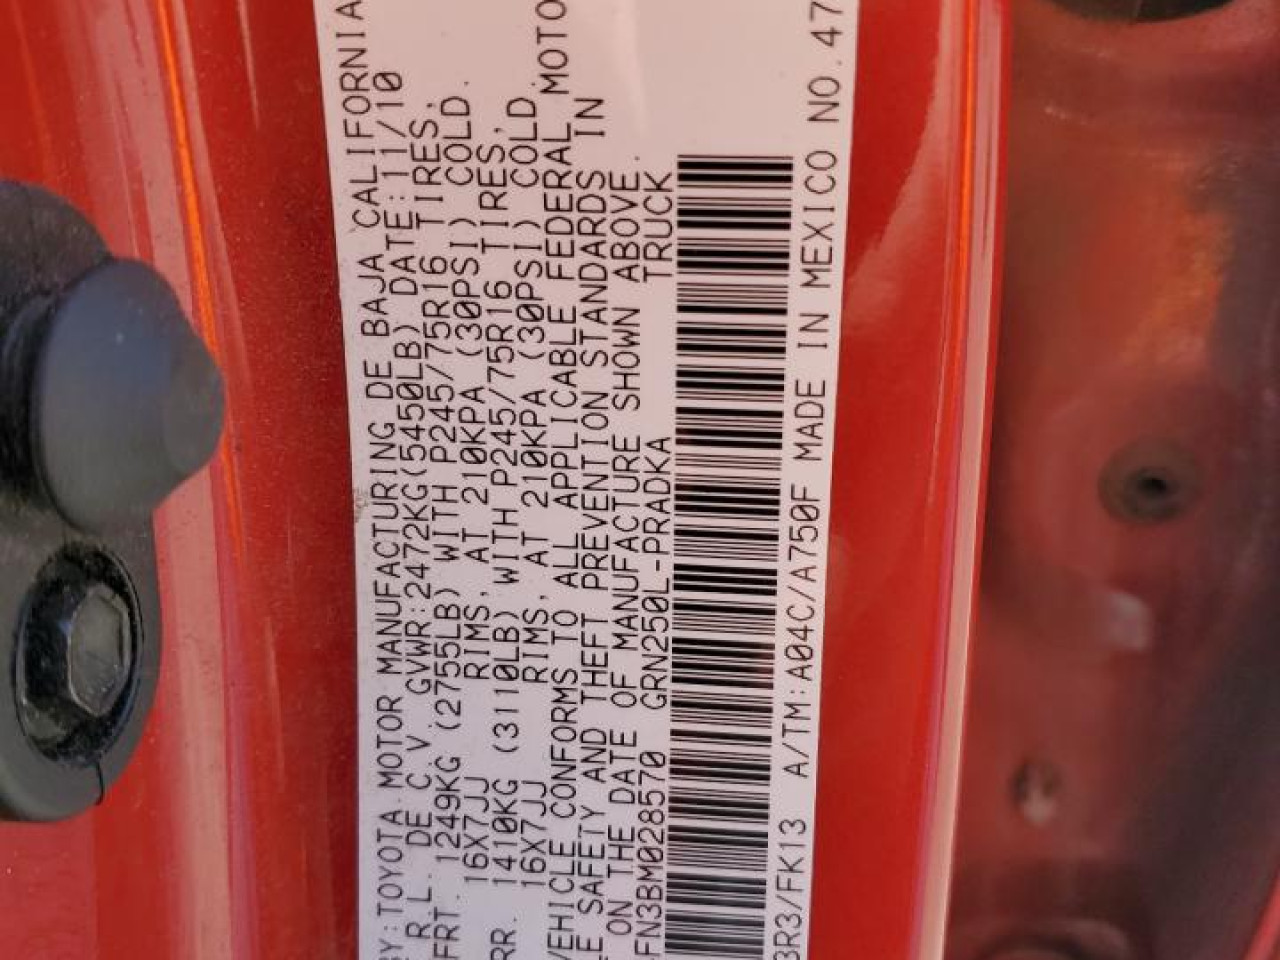 BY:TOYOTA MOTOR MANUFACTURING DE BAJA CALIFORNIA
R.L. DE C.V. GVWR:2472KG(5450LB) DATE:11/10
FRT. 1249KG (2755LB) WITH P245/75R16 TIRES,
16X7JJ RIMS, AT 210KPA (30PSI) COLD.
RR. 1410KG (3110LB) WITH P245/75R16 TIRES,
16X7JJ RIMS, AT 210KPA (30PSI) COLD.
VEHICLE CONFORMS TO ALL APPLICABLE FEDERAL MOTO
LE SAFETY AND THEFT PREVENTION STANDARDS IN
ON THE DATE OF MANUFACTURE SHOWN ABOVE.
FN3BM028570 GRN250L-PRADKA TRUCK
3R3/FK13 A/TM:A04C/A750F MADE IN MEXICO NO.47